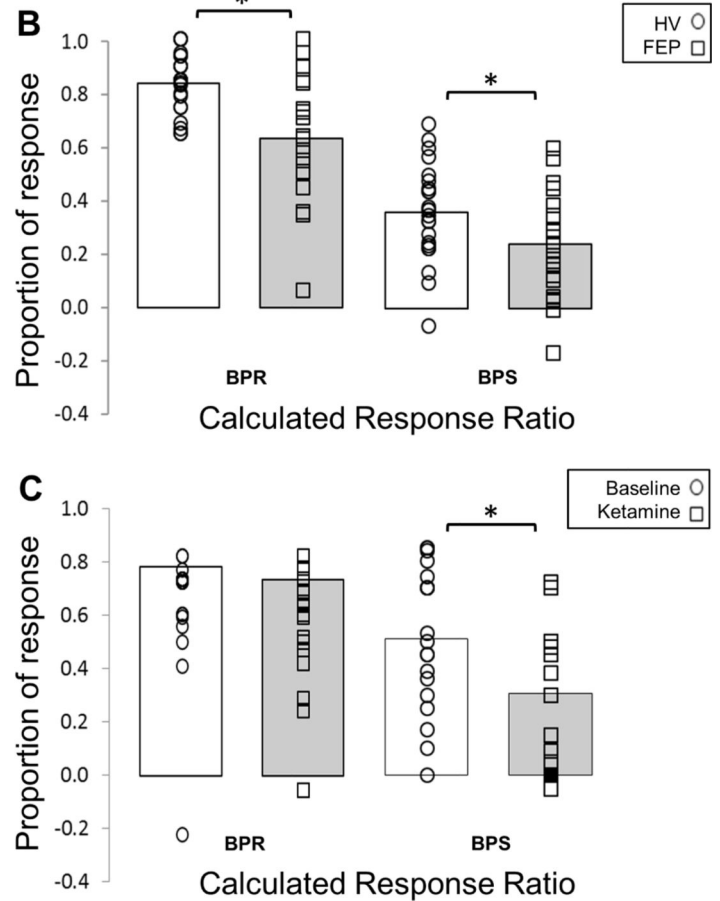 B
*
HV
FEP
1.0
0.8
0.6
0.4
0.2
0.0
-0.2
-0.4
Proportion of response
*
BPR
BPS
Calculated Response Ratio
C
Baseline
Ketamine
*
1.0
0.8
0.6
0.4
0.2
0.0
-0.2
-0.4
Proportion of response
BPR
BPS
Calculated Response Ratio